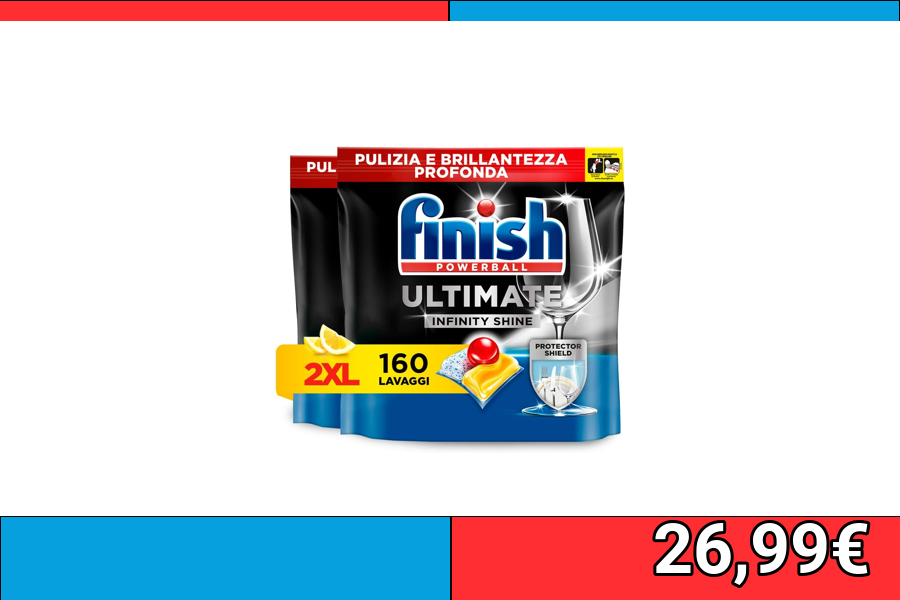 PUL
PULIZIA E BRILLANTEZZA
PROFONDA
finish
POWERBALL
ULTIMATE
INFINITY SHINE
PROTECTOR
SHIELD
2XL
160
LAVAGGI
26,99€